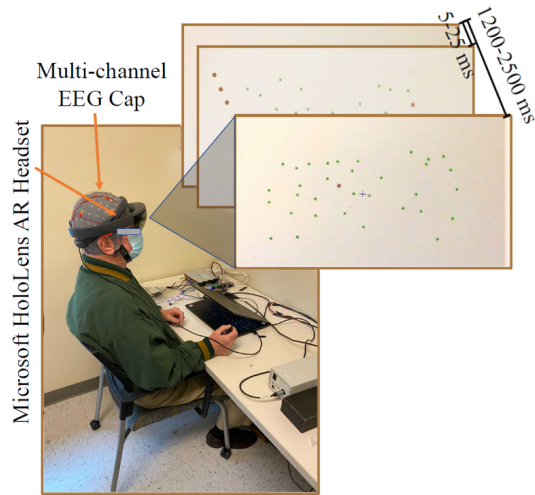 Multi-channel
EEG Cap
Microsoft HoloLens AR Headset
5-25 ms
1200-2500 ms